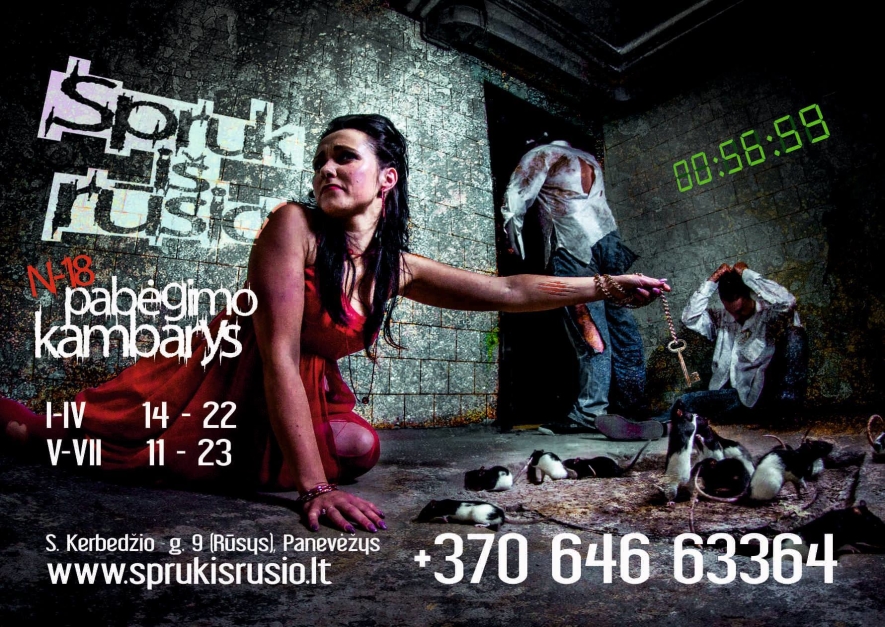 Spruk
iš
rūsio
N-18
pabėgimo
kambarys
I-IV 14 - 22
V-VII 11 - 23
00:56:59
S. Kerbedžio g. 9 (Rūsys), Panevėžys
www.sprukisrusio.lt
+370 646 63364